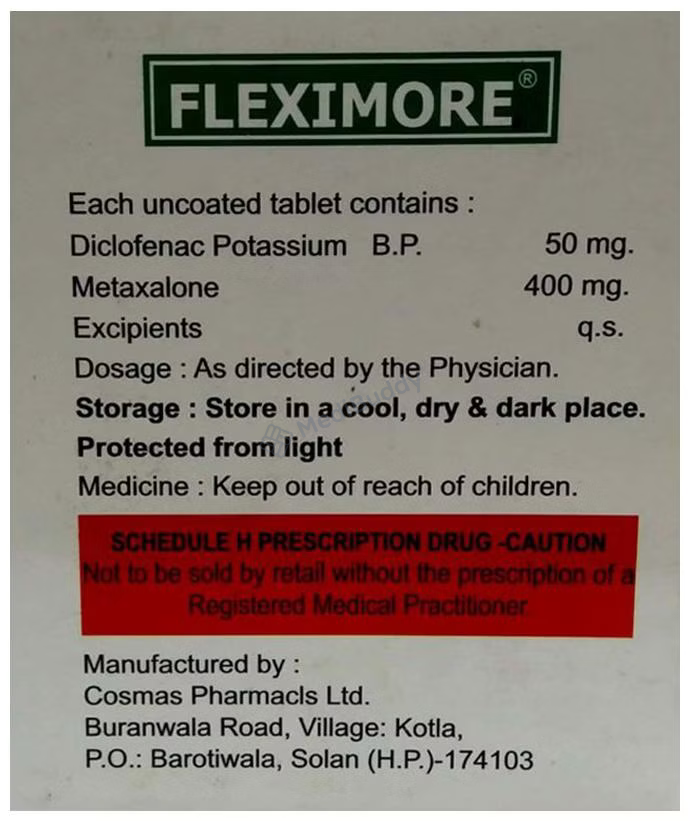 FLEXIMORE®
Each uncoated tablet contains :
Diclofenac Potassium B.P. 50 mg.
Metaxalone 400 mg.
Excipients q.s.
Dosage : As directed by the Physician.
Storage : Store in a cool, dry & dark place.
MediBuddy
Protected from light
Medicine : Keep out of reach of children.
SCHEDULE H PRESCRIPTION DRUG -CAUTION
Not to be sold by retail without the prescription of a
Registered Medical Practitioner.
Manufactured by :
Cosmas Pharmacls Ltd.
Buranwala Road, Village: Kotla,
P.O.: Barotiwala, Solan (H.P.)-174103